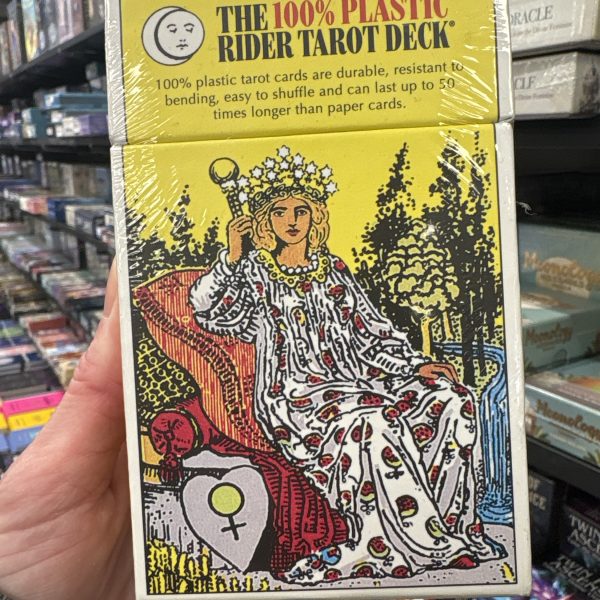 THE 100% PLASTIC
RIDER TAROT DECK®
100% plastic tarot cards are durable, resistant to
bending, easy to shuffle and can last up to 50
times longer than paper cards.
ORACLE